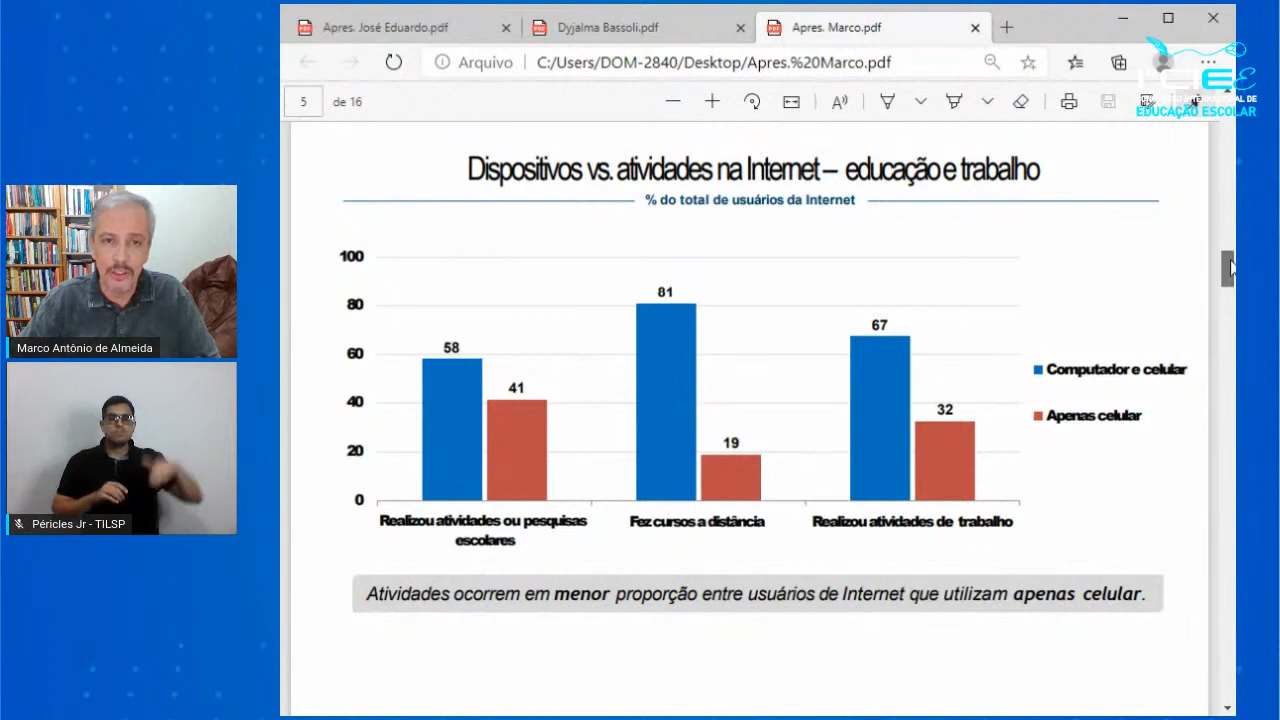 Apres. José Eduardo.pdf
Dyjalma Bassoli.pdf
Apres. Marco.pdf
Arquivo
C:/Users/DOM-2840/Desktop/Apres.%20Marco.pdf
5 de 16
EDUCAÇÃO ESCOLAR
Dispositivos vs. atividades na Internet – educação e trabalho
% do total de usuários da Internet
100
80
60
40
20
0
58
41
81
19
67
32
Realizou atividades ou pesquisas
escolares
Fez cursos a distância
Realizou atividades de trabalho
Computador e celular
Apenas celular
Atividades ocorrem em menor proporção entre usuários de Internet que utilizam apenas celular.
Marco Antônio de Almeida
Péricles Jr - TILSP